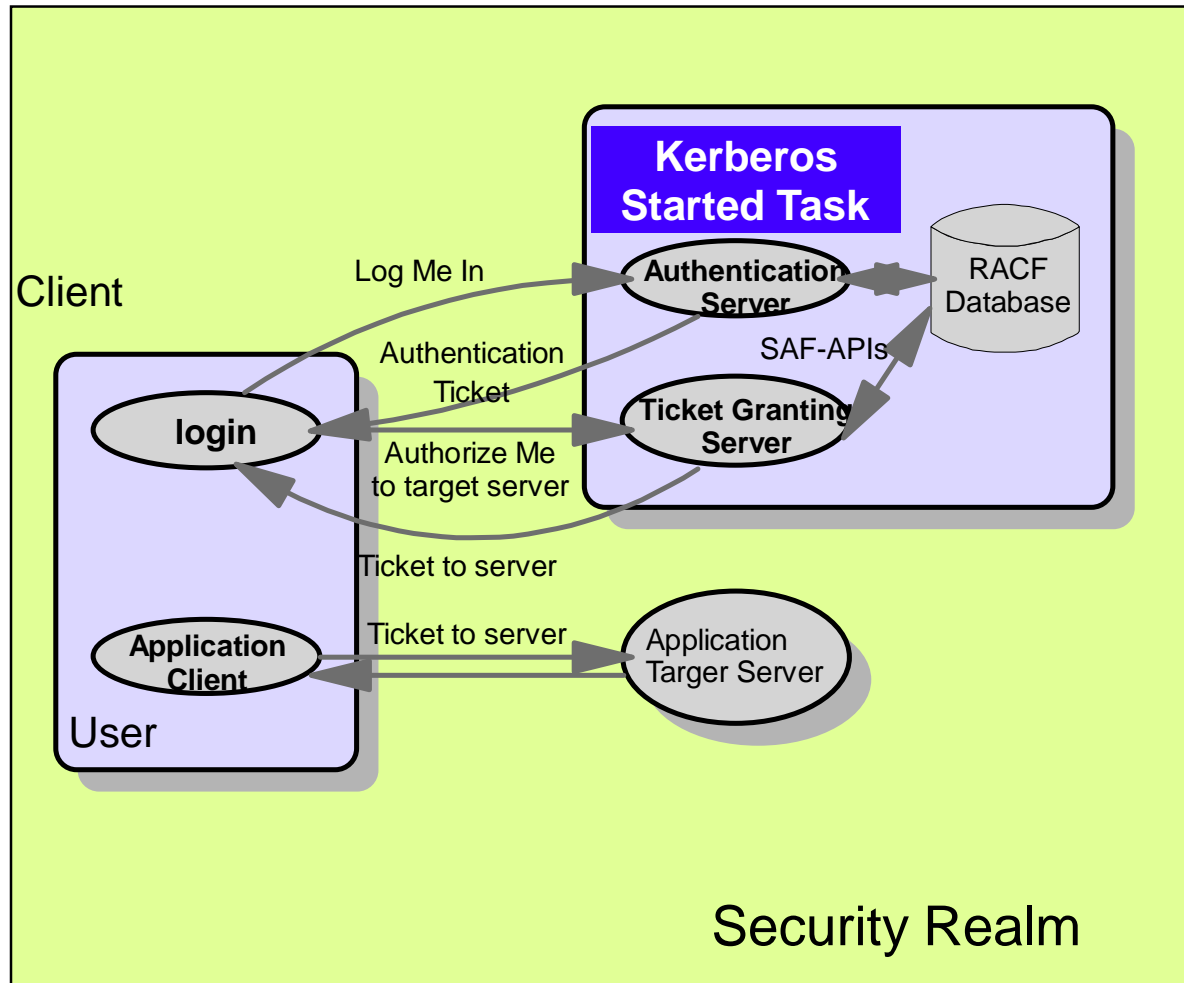 Kerberos
Started Task
Log Me In
Authentication
Server
RACF
Database
Client
Authentication
Ticket
SAF-APIs
login
Ticket Granting
Server
Authorize Me
to target server
Ticket to server
Application
Client
Ticket to server
Application
Targer Server
User
Security Realm